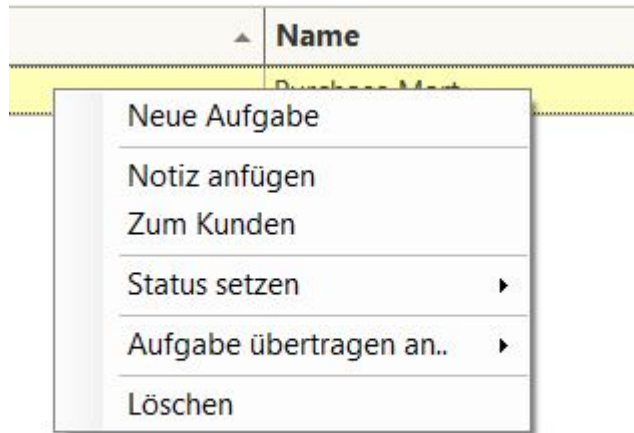 Name
Neue Aufgabe
Notiz anfügen
Zum Kunden
Status setzen
Aufgabe übertragen an..
Löschen